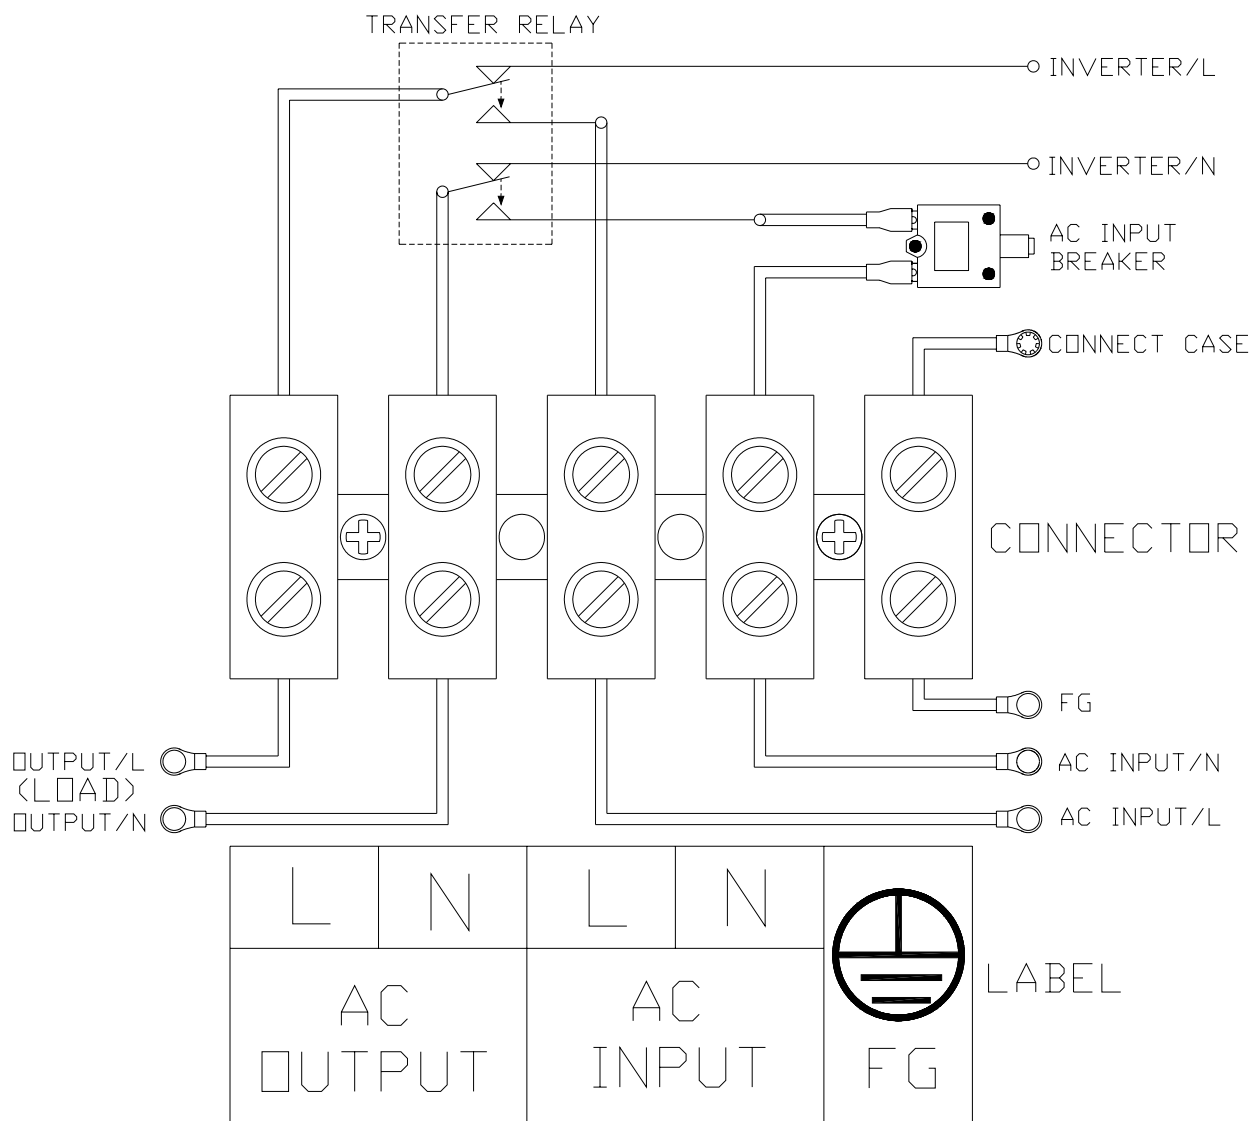 TRANSFER RELAY
INVERTER/L
INVERTER/N
AC INPUT
BREAKER
CONNECT CASE
CONNECTOR
FG
OUTPUT/L
(LOAD)
OUTPUT/N
AC INPUT/N
AC INPUT/L
L N L N
LABEL
AC
OUTPUT
AC
INPUT
FG